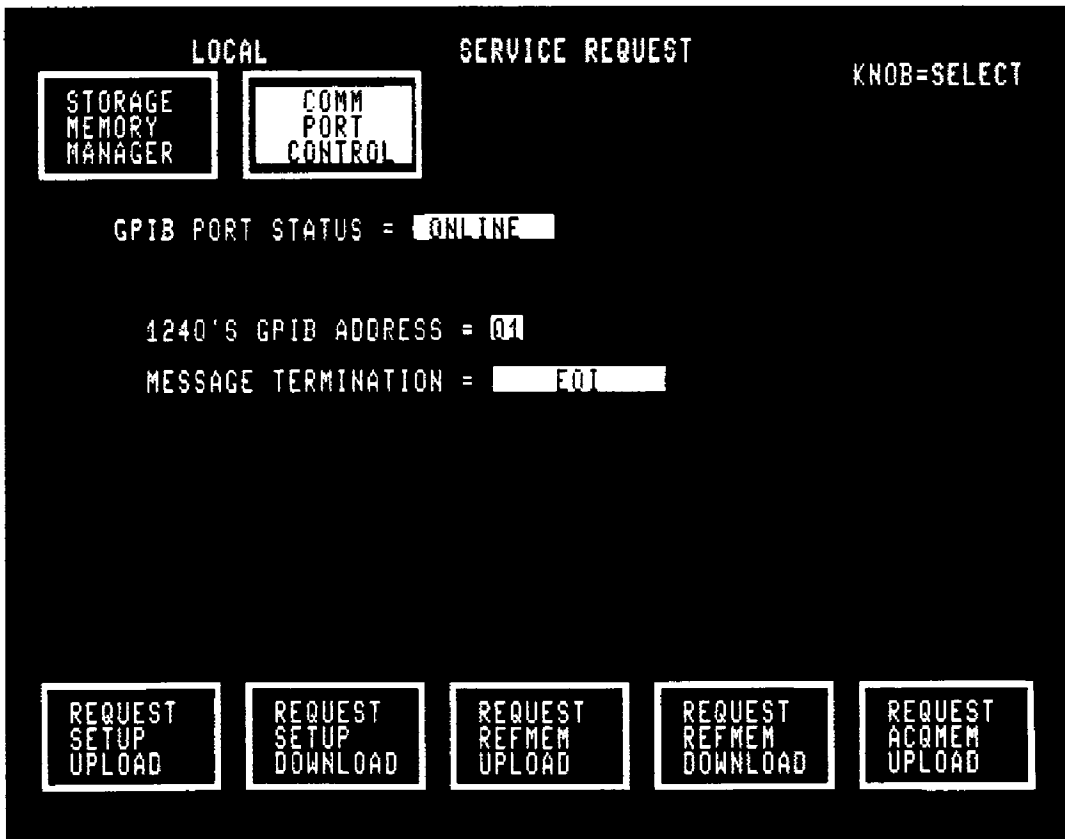 LOCAL SERVICE REQUEST
KNOB=SELECT
STORAGE
MEMORY
MANAGER
COMM
PORT
CONTROL
GPIB PORT STATUS = ONLINE
1240'S GPIB ADDRESS = 01
MESSAGE TERMINATION = EOI
REQUEST
SETUP
UPLOAD
REQUEST
SETUP
DOWNLOAD
REQUEST
REFMEM
UPLOAD
REQUEST
REFMEM
DOWNLOAD
REQUEST
ACQMEM
UPLOAD